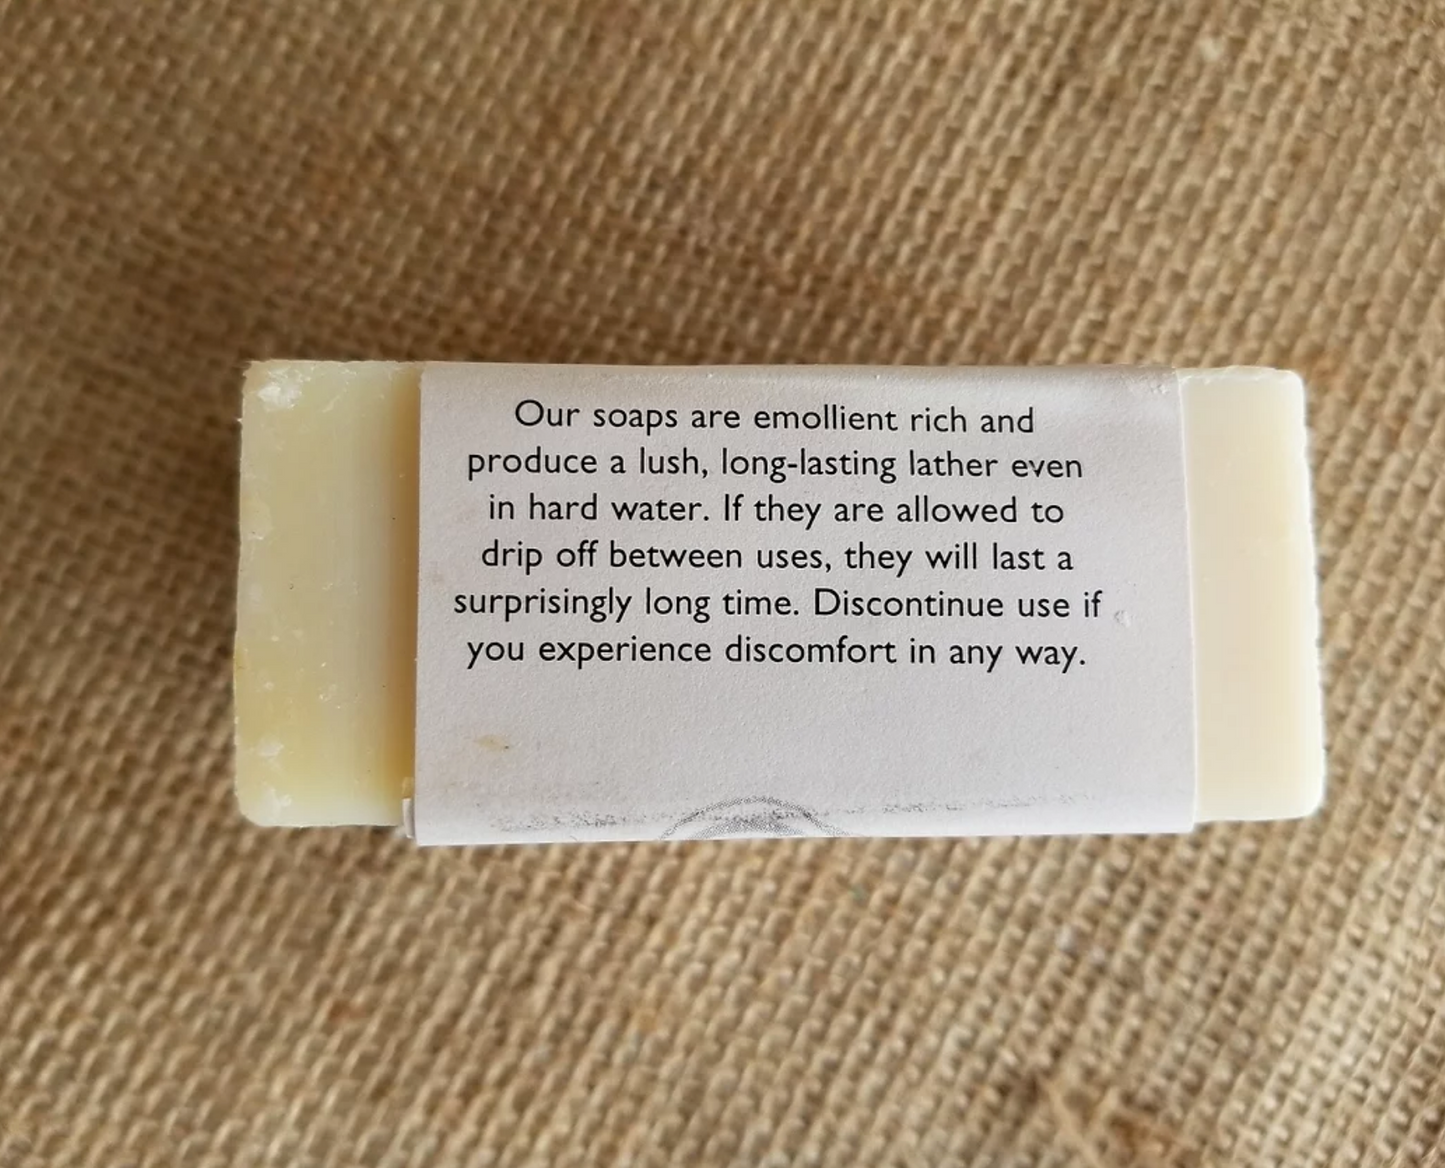 Our soaps are emollient rich and
produce a lush, long-lasting lather even
in hard water. If they are allowed to
drip off between uses, they will last a
surprisingly long time. Discontinue use if
you experience discomfort in any way.